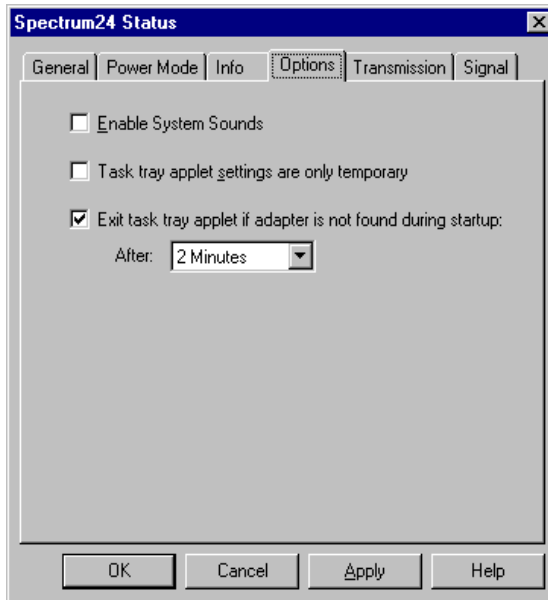 Spectrum24 Status
General Power Mode Info Options Transmission Signal
Enable System Sounds
Task tray applet settings are only temporary
Exit task tray applet if adapter is not found during startup:
After: 2 Minutes
OK Cancel Apply Help